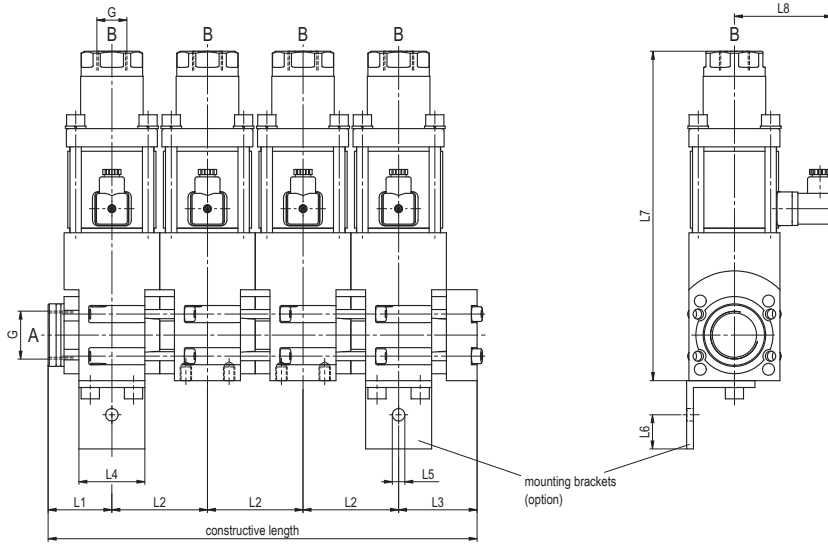 G
B
B
B
B
B
L8
L7
G
A
L6
L4
L5
L1
L2
L2
L2
L3
mounting brackets
(option)
constructive length